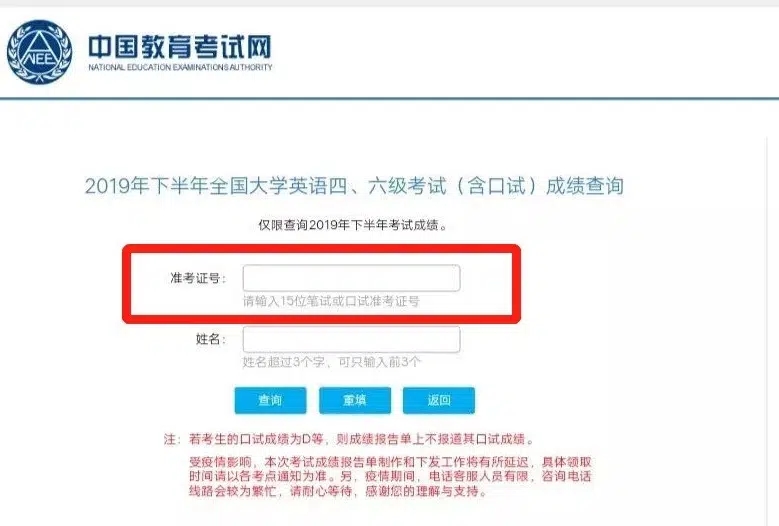 NEEA
中国教育考试网
NATIONAL EDUCATION EXAMINATIONS AUTHORITY
2019年下半年全国大学英语四、六级考试（含口试）成绩查询
仅限查询2019年下半年考试成绩。
准考证号：
请输入15位笔试或口试准考证号
姓名：
姓名超过3个字，可只输入前3个
查询 重填 返回
注：若考生的口试成绩为D等，则成绩报告单上不报道其口试成绩。
受疫情影响，本次考试成绩报告单制作和下发工作将有所延迟，具体领取
时间请以各考点通知为准。另，疫情期间，电话客服人员有限，咨询电话
线路会较为繁忙，请耐心等待，感谢您的理解与支持。